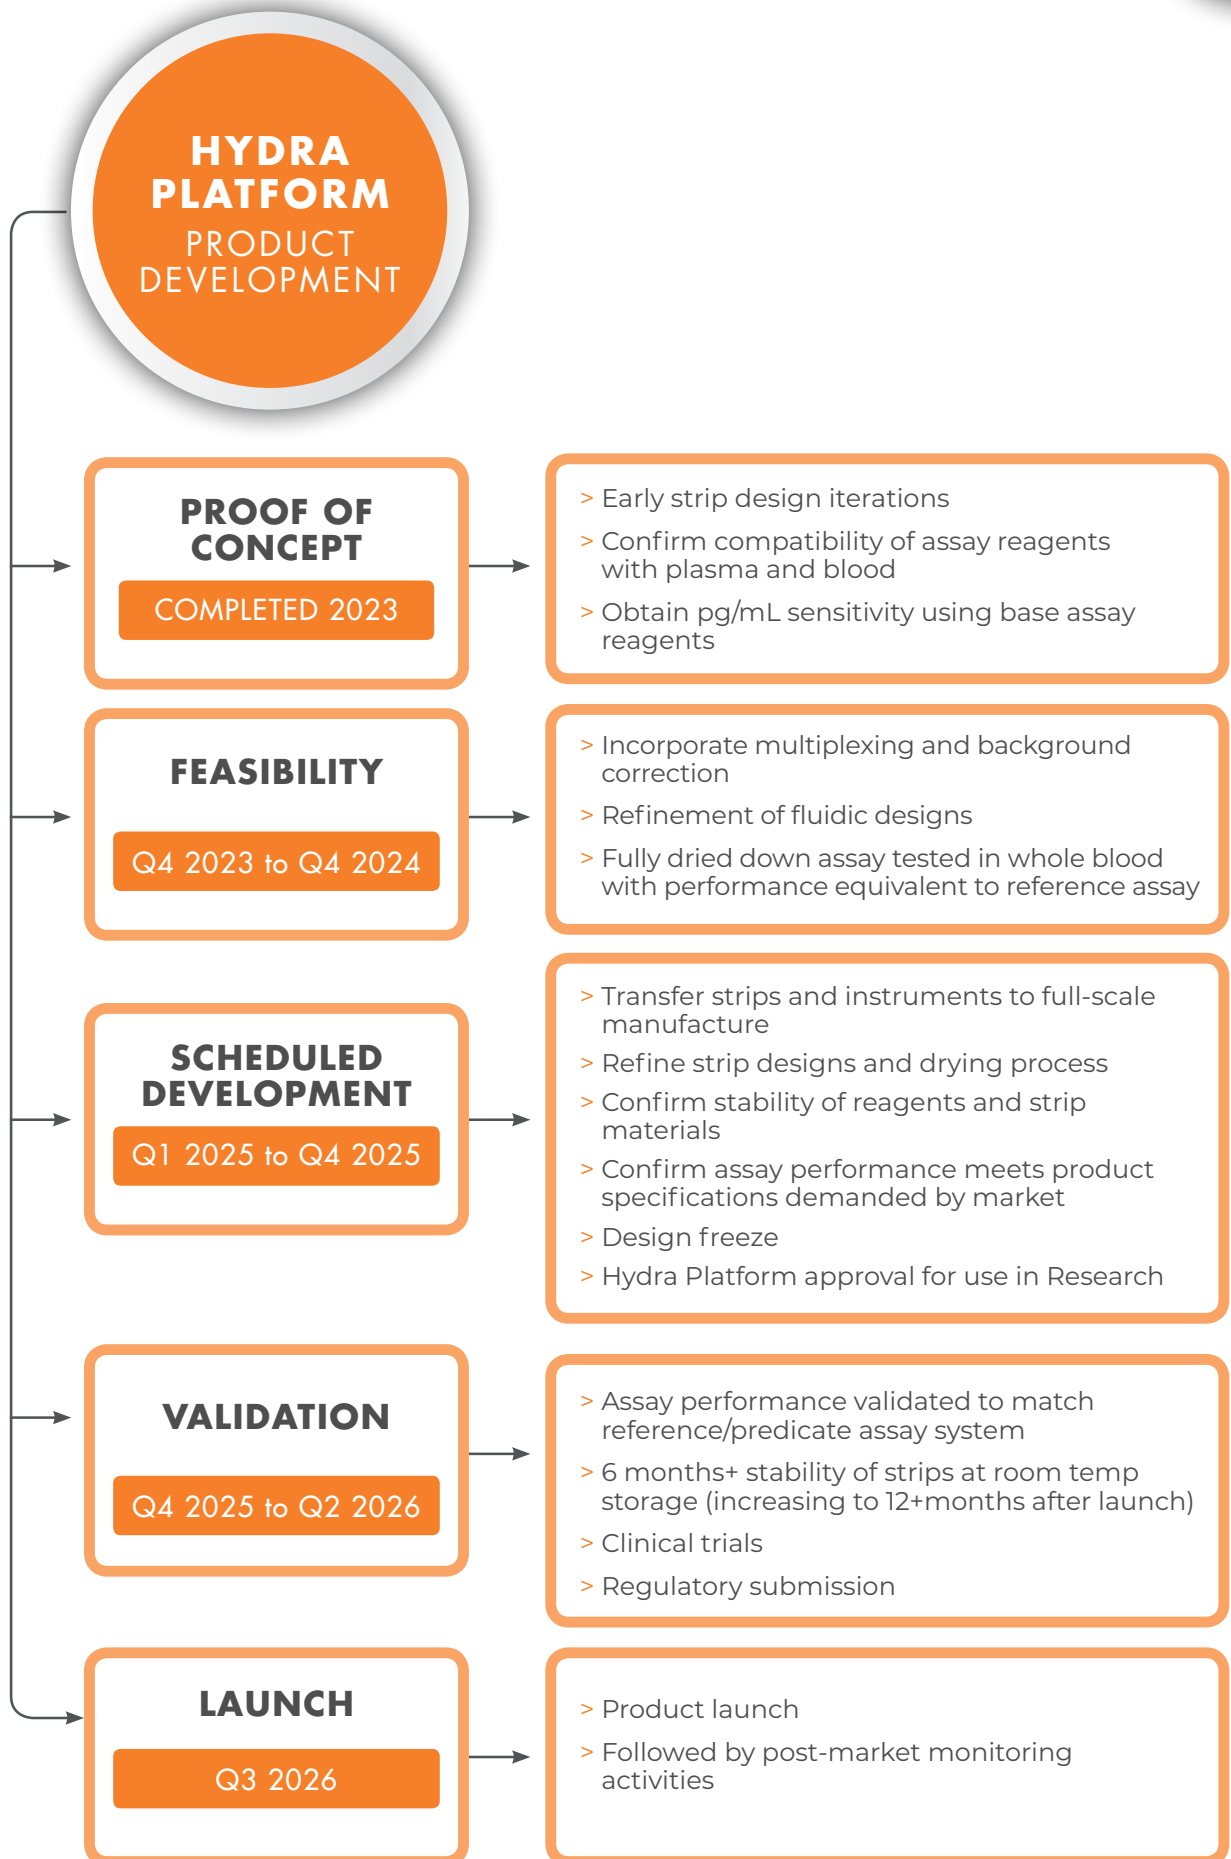 HYDRA
PLATFORM
PRODUCT
DEVELOPMENT
PROOF OF
CONCEPT
COMPLETED 2023
> Early strip design iterations
> Confirm compatibility of assay reagents
with plasma and blood
> Obtain pg/mL sensitivity using base assay
reagents
FEASIBILITY
Q4 2023 to Q4 2024
> Incorporate multiplexing and background
correction
> Refinement of fluidic designs
> Fully dried down assay tested in whole blood
with performance equivalent to reference assay
SCHEDULED
DEVELOPMENT
Q1 2025 to Q4 2025
> Transfer strips and instruments to full-scale
manufacture
> Refine strip designs and drying process
> Confirm stability of reagents and strip
materials
> Confirm assay performance meets product
specifications demanded by market
> Design freeze
> Hydra Platform approval for use in Research
VALIDATION
Q4 2025 to Q2 2026
> Assay performance validated to match
reference/predicate assay system
> 6 months+ stability of strips at room temp
storage (increasing to 12+months after launch)
> Clinical trials
> Regulatory submission
LAUNCH
Q3 2026
> Product launch
> Followed by post-market monitoring
activities